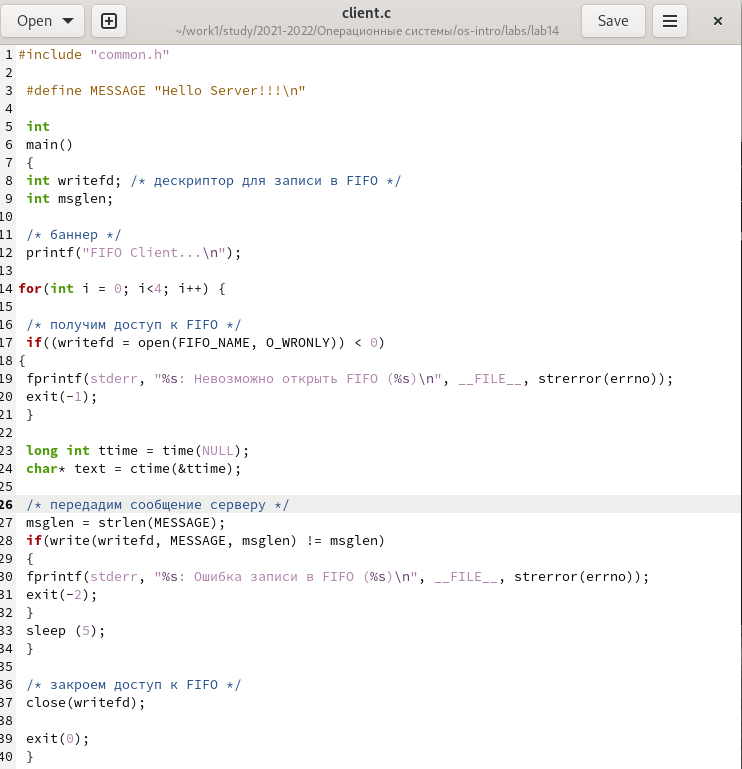 Open
client.c
~/work1/study/2021-2022/Операционные системы/os-intro/labs/lab14
Save
1 #include "common.h"
2
3 #define MESSAGE "Hello Server!!!\n"
4
5 int
6 main()
7 {
8 int writefd; /* дескриптор для записи в FIFO */
9 int msglen;
10
11 /* баннер */
12 printf("FIFO Client...\n");
13
14 for(int i = 0; i<4; i++) {
15
16 /* получим доступ к FIFO */
17 if((writefd = open(FIFO_NAME, O_WRONLY)) < 0)
18 {
19 fprintf(stderr, "%s: Невозможно открыть FIFO (%s)\n", __FILE__, strerror(errno));
20 exit(-1);
21 }
22
23 long int ttime = time(NULL);
24 char* text = ctime(&ttime);
25
26 /* передадим сообщение серверу */
27 msglen = strlen(MESSAGE);
28 if(write(writefd, MESSAGE, msglen) != msglen)
29 {
30 fprintf(stderr, "%s: Ошибка записи в FIFO (%s)\n", __FILE__, strerror(errno));
31 exit(-2);
32 }
33 sleep (5);
34 }
35
36 /* закроем доступ к FIFO */
37 close(writefd);
38
39 exit(0);
40 }